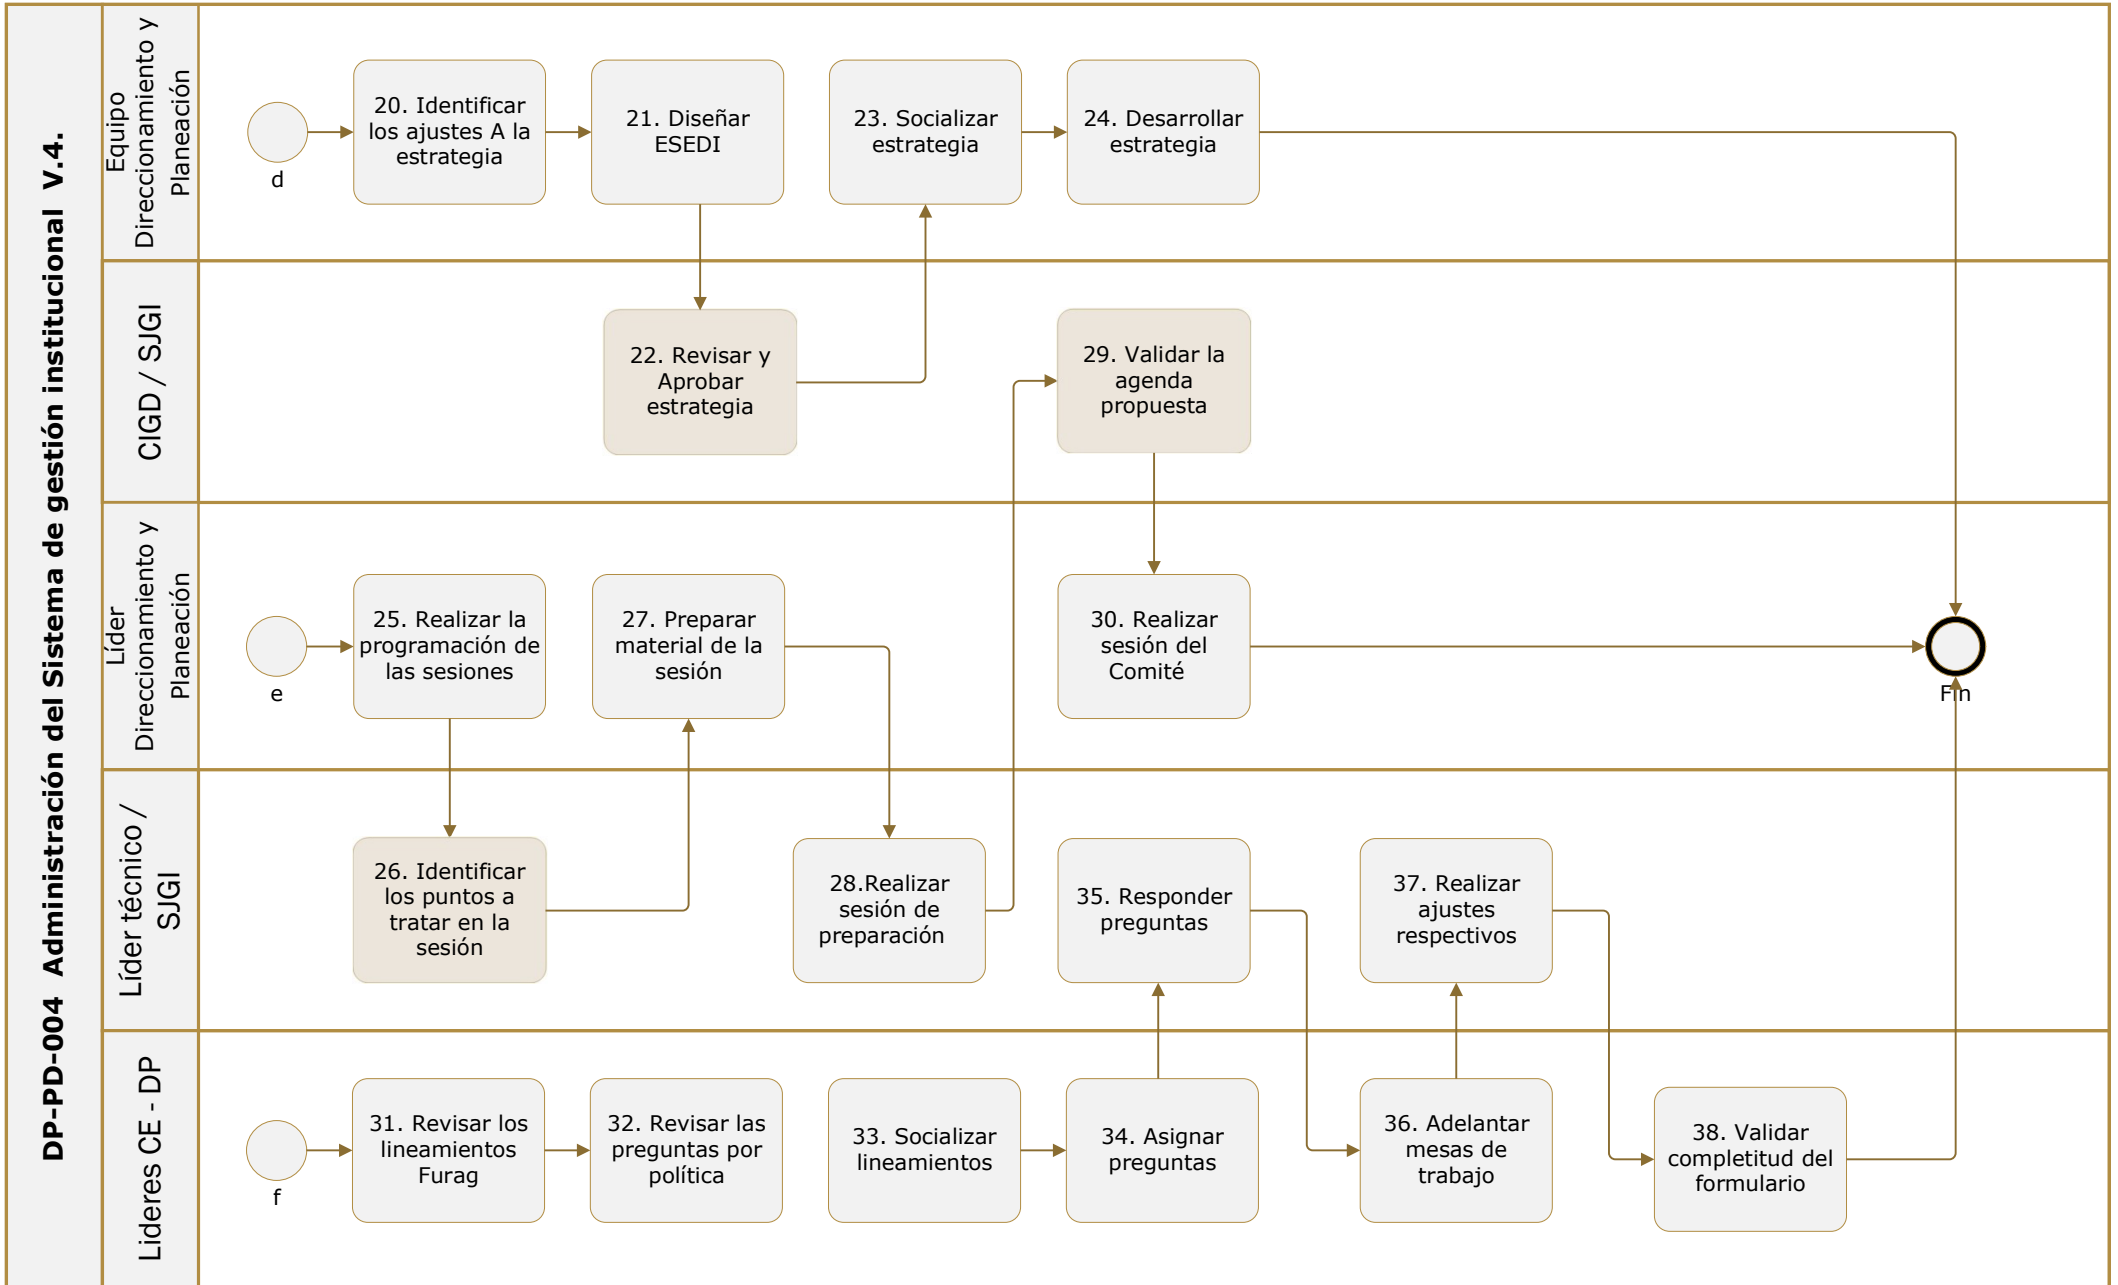 DP-PD-004 Administración del Sistema de gestión institucional V.4.
Equipo
Direccionamiento y
Planeación
d
20. Identificar
los ajustes A la
estrategia
21. Diseñar
ESEDI
23. Socializar
estrategia
24. Desarrollar
estrategia
CIGD / SJGI
22. Revisar y
Aprobar
estrategia
29. Validar la
agenda
propuesta
Líder
Direccionamiento y
Planeación
e
25. Realizar la
programación de
las sesiones
27. Preparar
material de la
sesión
30. Realizar
sesión del
Comité
Fin
Líder técnico /
SJGI
26. Identificar
los puntos a
tratar en la
sesión
28.Realizar
sesión de
preparación
35. Responder
preguntas
37. Realizar
ajustes
respectivos
Lideres CE - DP
f
31. Revisar los
lineamientos
Furag
32. Revisar las
preguntas por
política
33. Socializar
lineamientos
34. Asignar
preguntas
36. Adelantar
mesas de
trabajo
38. Validar
completitud del
formulario